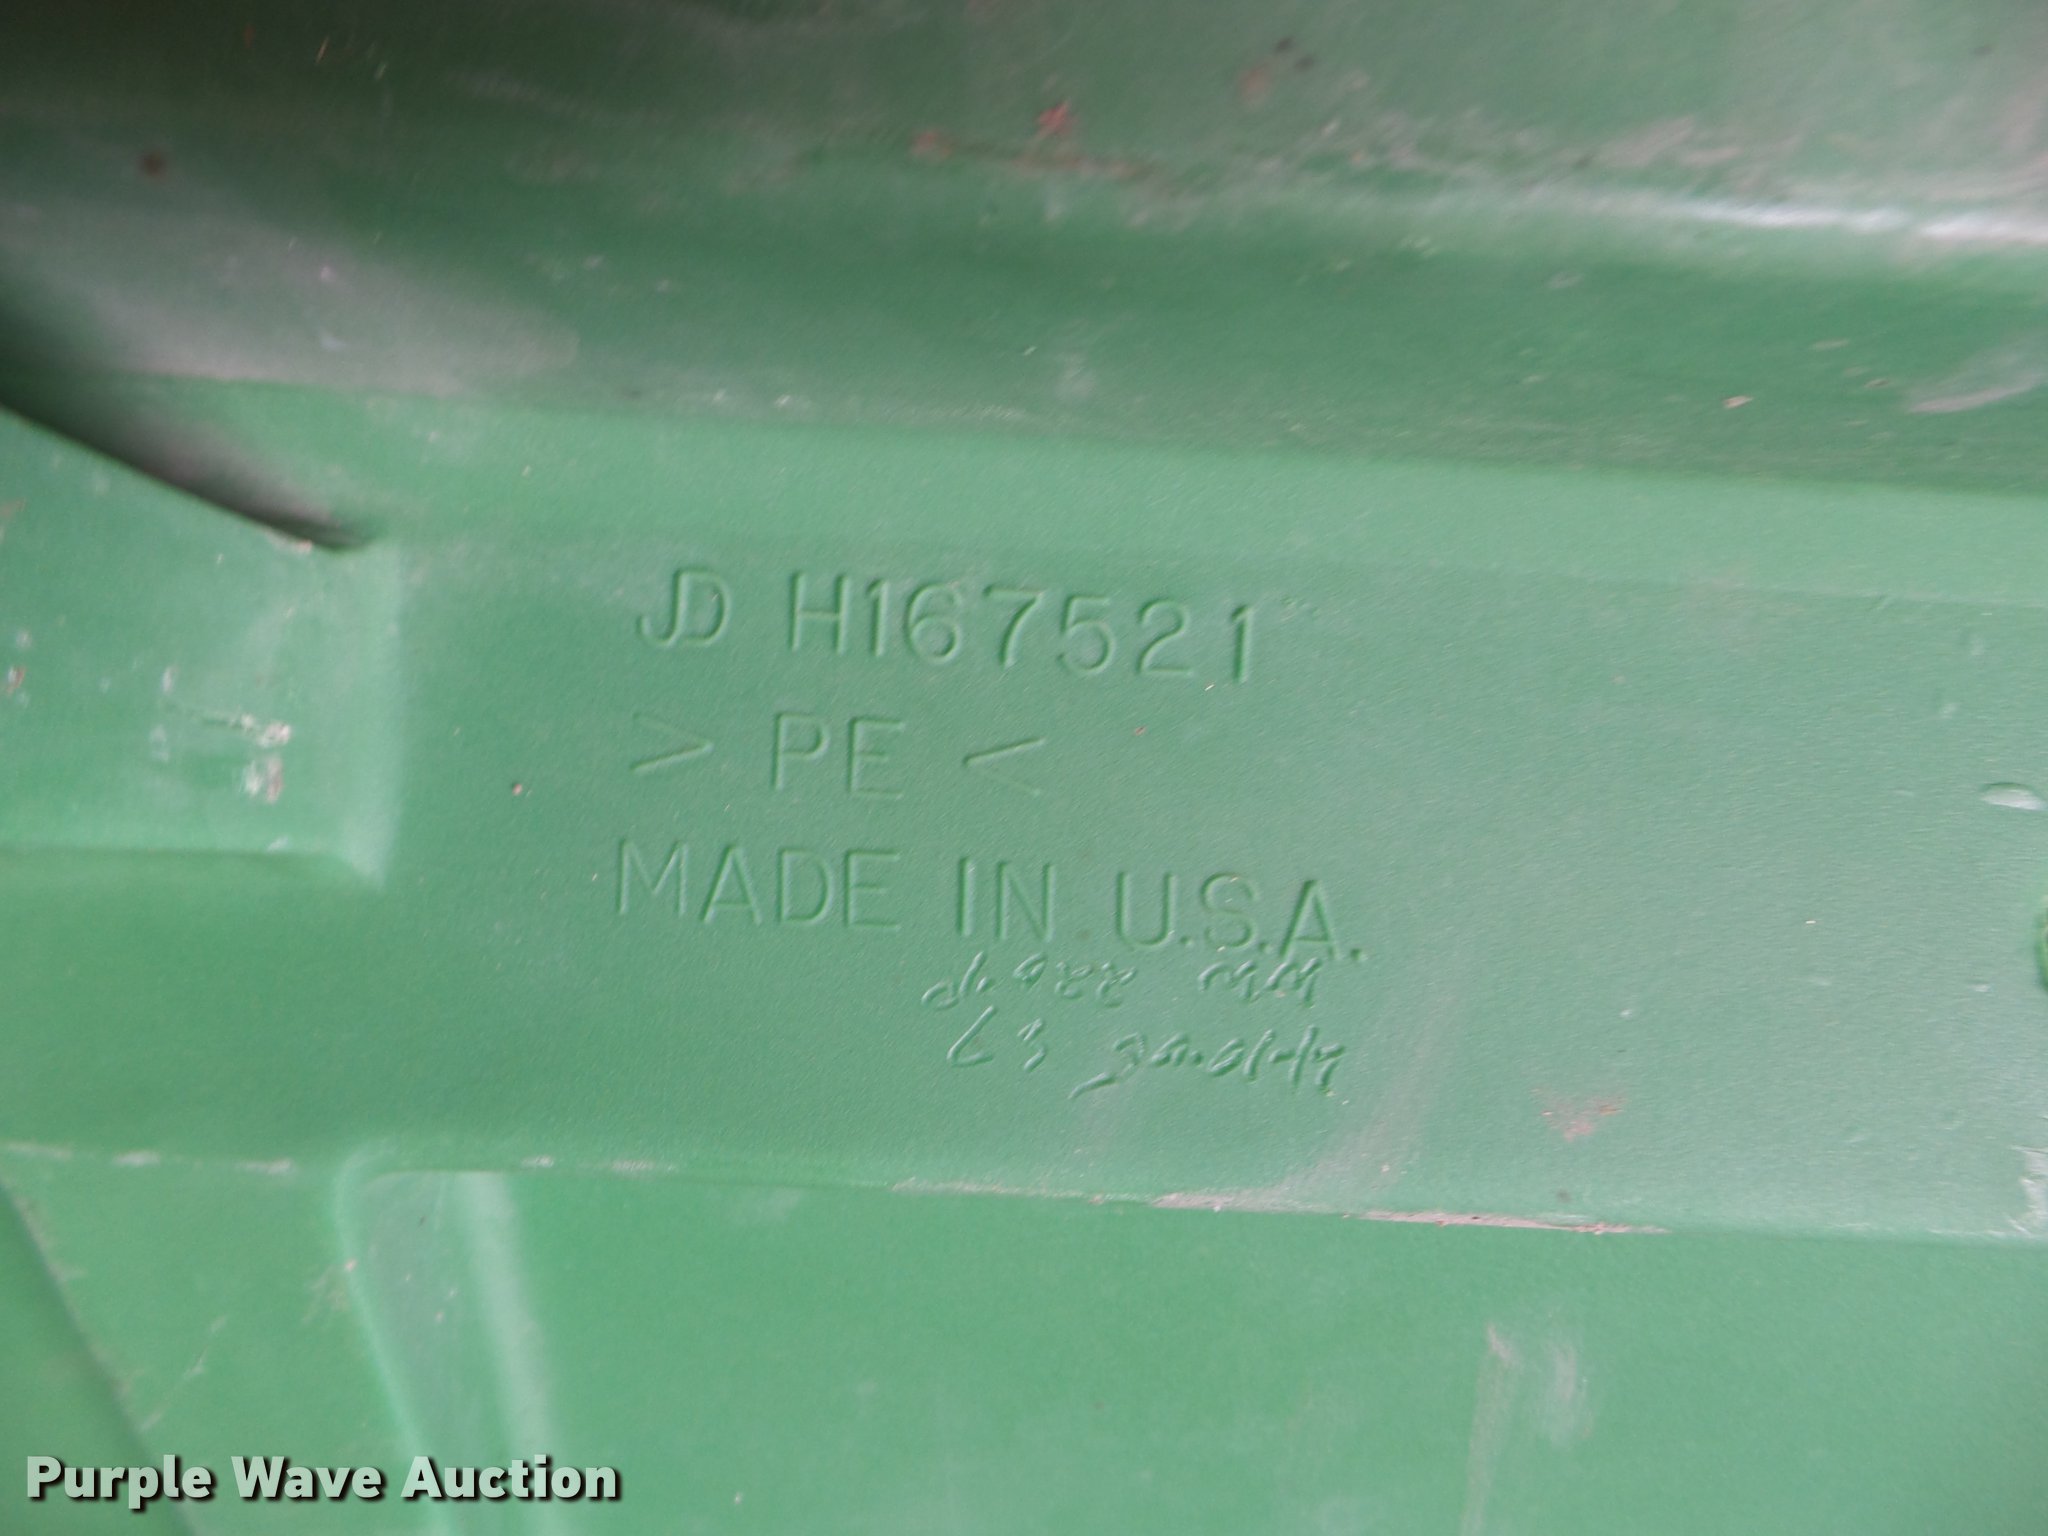 JD H167521
> PE <
MADE IN U.S.A.
Purple Wave Auction